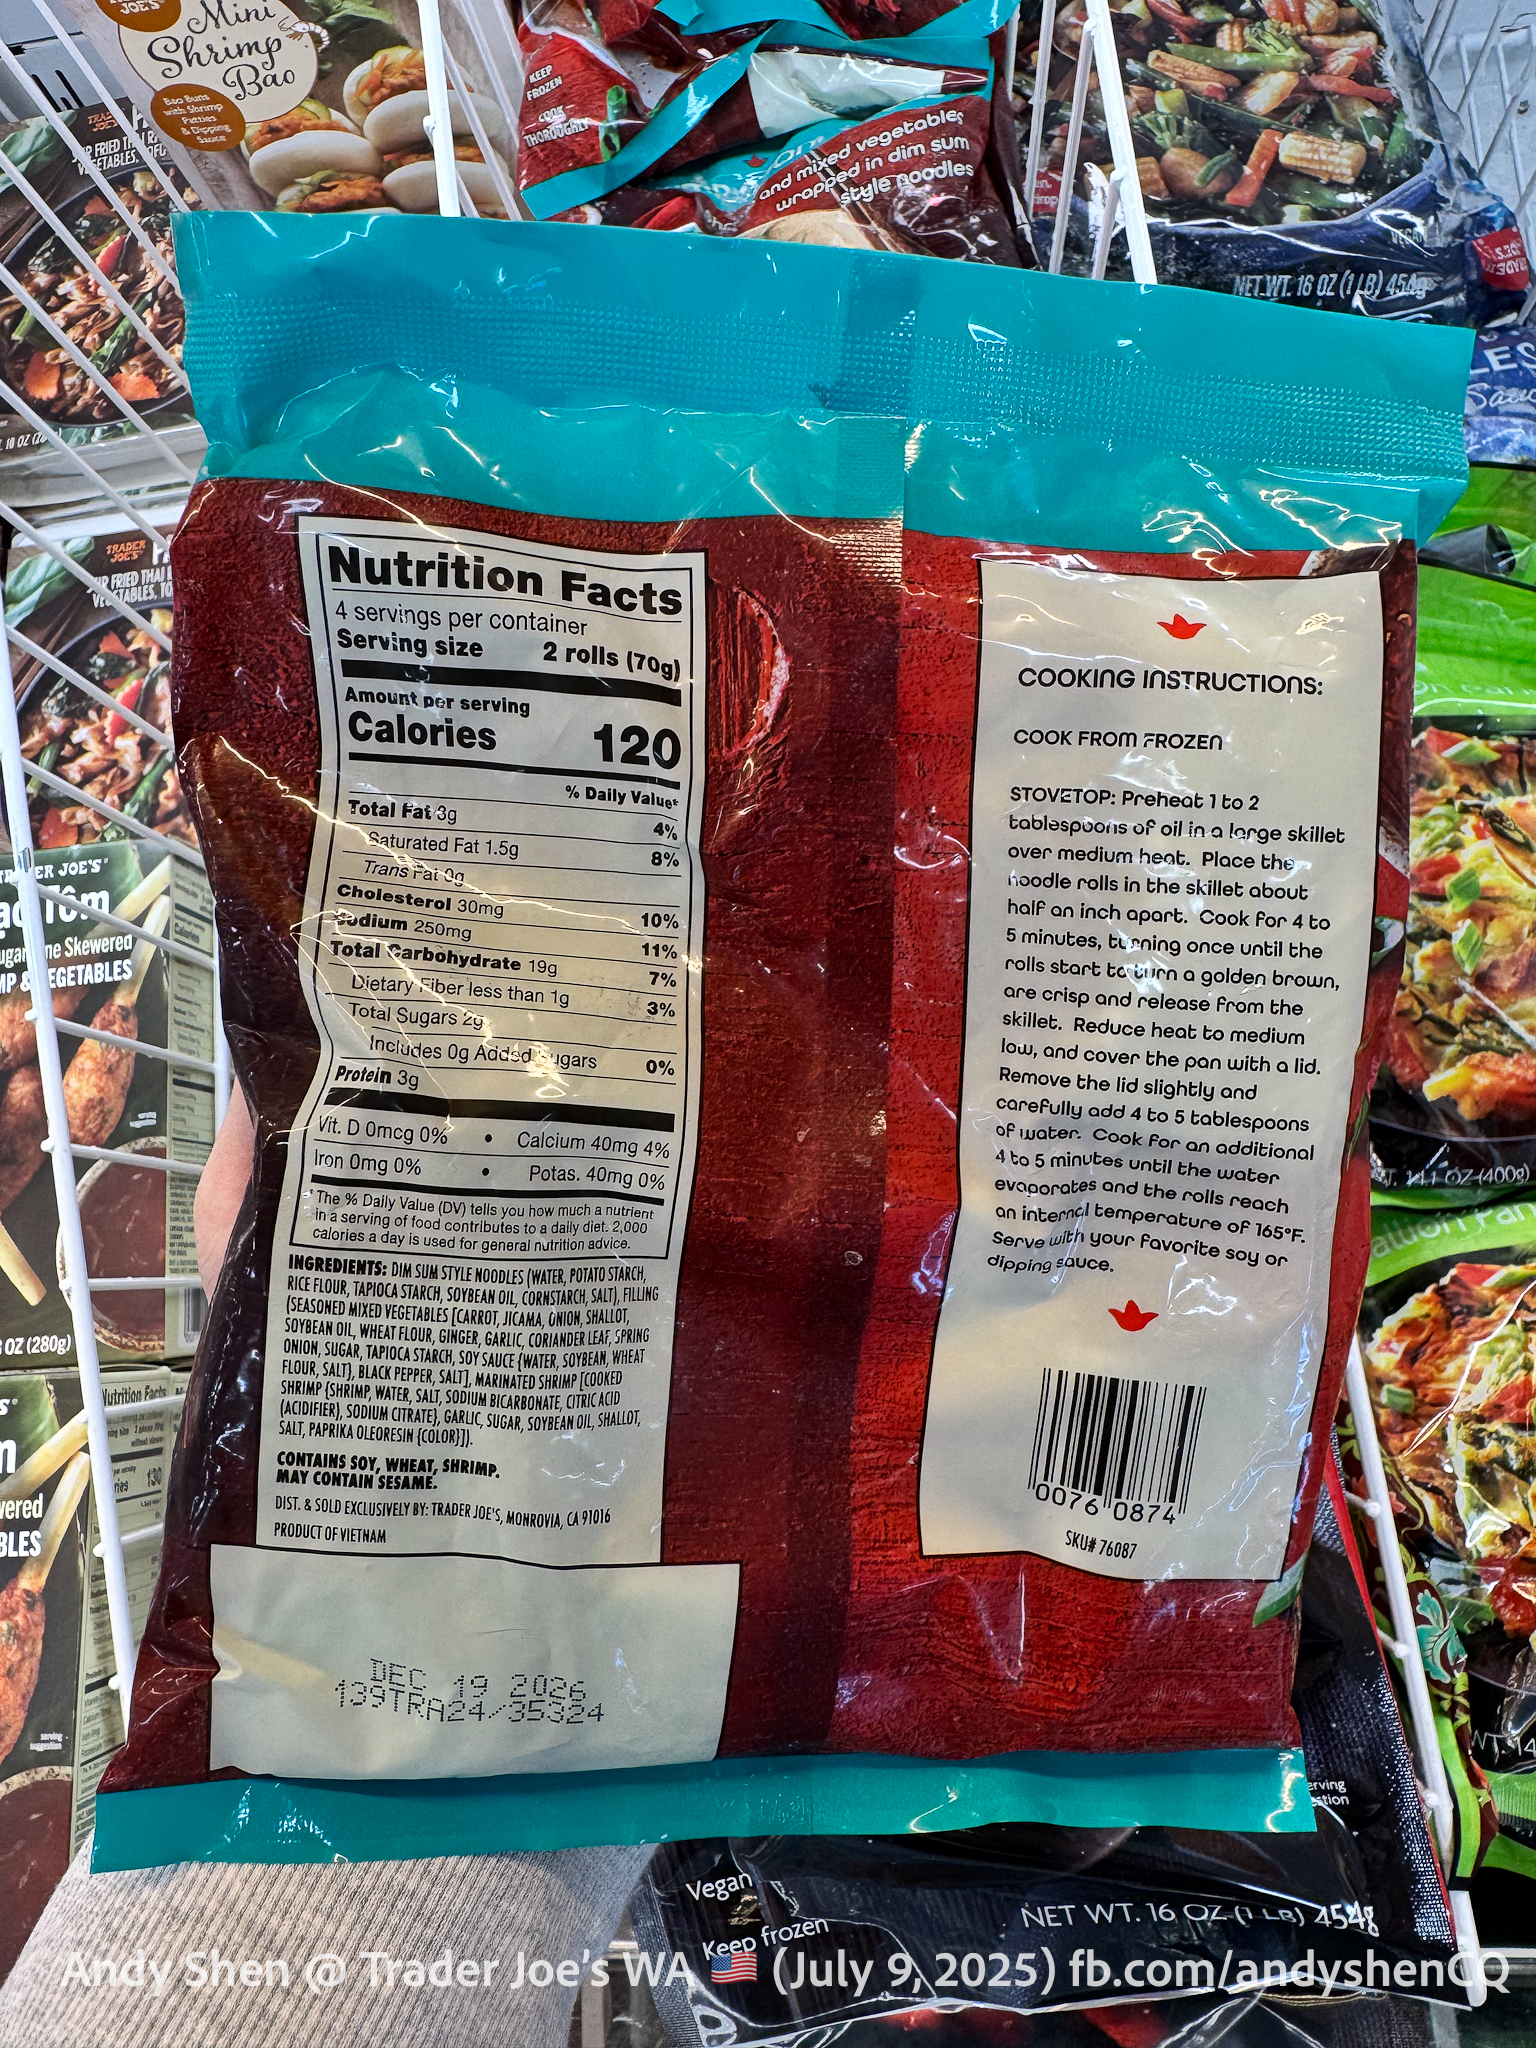 Mini
Shrimp
Bao
Bao Buns
with Shrimp
Patties
& Dipping
Sauce
KEEP
FROZEN
COOK
THOROUGHLY
and mixed vegetables
wrapped in dim sum
style noodles
NET WT. 16 OZ (1 LB) 454g
Nutrition Facts
4 servings per container
Serving size 2 rolls (70g)
Amount per serving
Calories 120
% Daily Value*
Total Fat 3g 4%
Saturated Fat 1.5g 8%
Trans Fat 0g
Cholesterol 30mg 10%
Sodium 250mg 11%
Total Carbohydrate 19g 7%
Dietary Fiber less than 1g 3%
Total Sugars 2g
Includes 0g Added Sugars 0%
Protein 3g
Vit. D 0mcg 0% • Calcium 40mg 4%
Iron 0mg 0% • Potas. 40mg 0%
* The % Daily Value (DV) tells you how much a nutrient
in a serving of food contributes to a daily diet. 2,000
calories a day is used for general nutrition advice.
INGREDIENTS: DIM SUM STYLE NOODLES (WATER, POTATO STARCH,
RICE FLOUR, TAPIOCA STARCH, SOYBEAN OIL, CORNSTARCH, SALT), FILLING
(SEASONED MIXED VEGETABLES [CARROT, JICAMA, ONION, SHALLOT,
SOYBEAN OIL, WHEAT FLOUR, GINGER, GARLIC, CORIANDER LEAF, SPRING
ONION, SUGAR, TAPIOCA STARCH, SOY SAUCE {WATER, SOYBEAN, WHEAT
FLOUR, SALT}, BLACK PEPPER, SALT], MARINATED SHRIMP [COOKED
SHRIMP {SHRIMP, WATER, SALT, SODIUM BICARBONATE, CITRIC ACID
(ACIDIFIER), SODIUM CITRATE}, GARLIC, SUGAR, SOYBEAN OIL, SHALLOT,
SALT, PAPRIKA OLEORESIN {COLOR}]).
CONTAINS SOY, WHEAT, SHRIMP.
MAY CONTAIN SESAME.
DIST. & SOLD EXCLUSIVELY BY: TRADER JOE'S, MONROVIA, CA 91016
PRODUCT OF VIETNAM
DEC 19 2026
139TRA24/35324
COOKING INSTRUCTIONS:
COOK FROM FROZEN
STOVETOP: Preheat 1 to 2
tablespoons of oil in a large skillet
over medium heat. Place the
noodle rolls in the skillet about
half an inch apart. Cook for 4 to
5 minutes, turning once until the
rolls start to turn a golden brown,
are crisp and release from the
skillet. Reduce heat to medium
low, and cover the pan with a lid.
Remove the lid slightly and
carefully add 4 to 5 tablespoons
of water. Cook for an additional
4 to 5 minutes until the water
evaporates and the rolls reach
an internal temperature of 165°F.
Serve with your favorite soy or
dipping sauce.
0076 0874
SKU# 76087
Vegan
Keep frozen
NET WT. 16 OZ (1 LB) 454g
Andy Shen @ Trader Joe's WA 🇺🇸 (July 9, 2025) fb.com/andyshenCQ